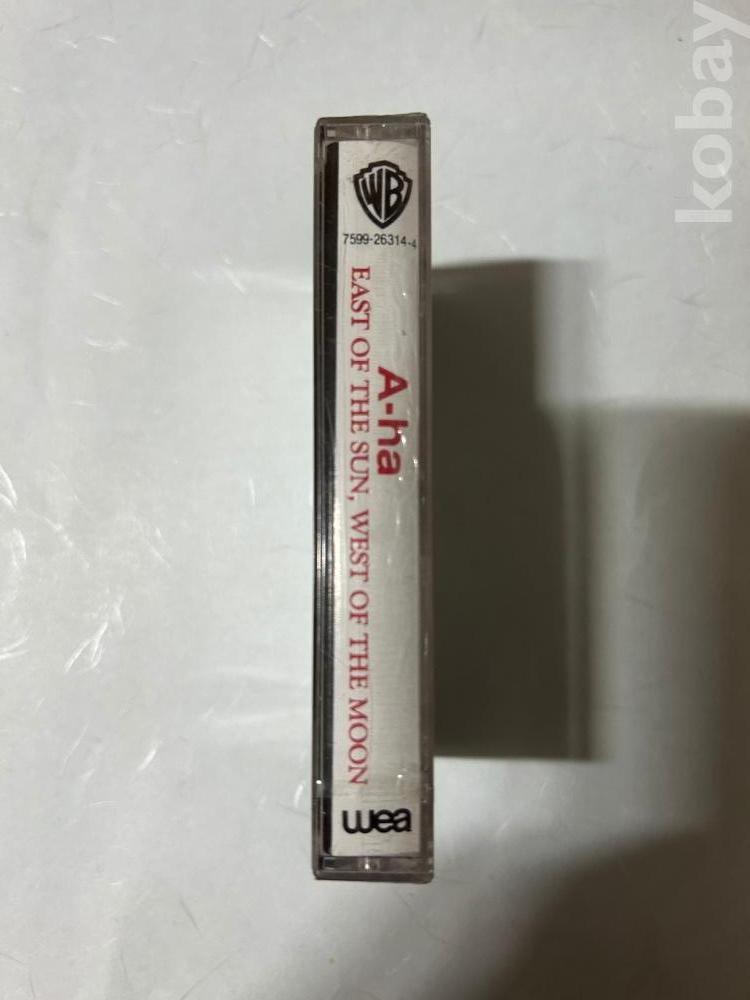 WB
7599-26314-4
A-ha
EAST OF THE SUN, WEST OF THE MOON
wea
kobay